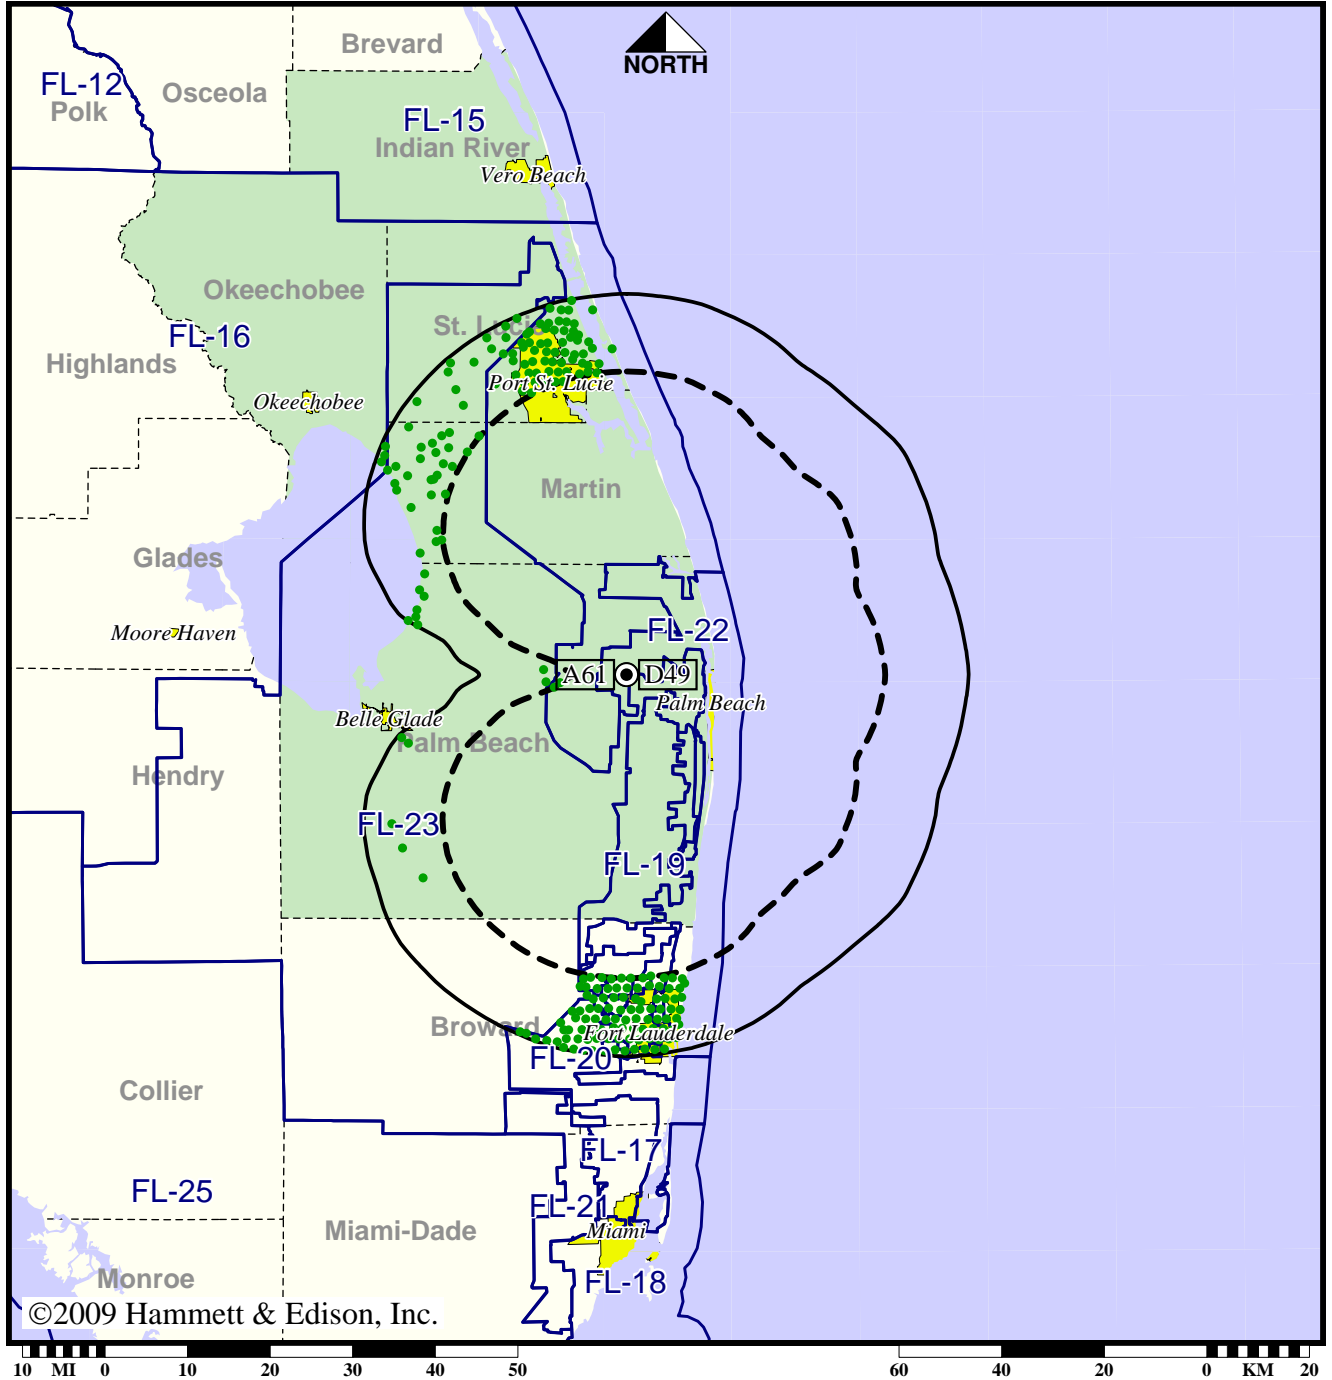 Brevard
NORTH
FL-12
Polk
Osceola
FL-15
Indian River
Vero Beach
Okeechobee
St. Lucie
FL-16
Highlands
Port St. Lucie
Okeechobee
Martin
Glades
Moore Haven
FL-22
A61 D49
Palm Beach
Belle Glade
Palm Beach
Hendry
FL-23
FL-19
Broward
Fort Lauderdale
FL-20
Collier
FL-17
FL-25
FL-21
Miami-Dade
Miami
Monroe
FL-18
©2009 Hammett & Edison, Inc.
10 MI 0 10 20 30 40 50 60 40 20 0 KM 20